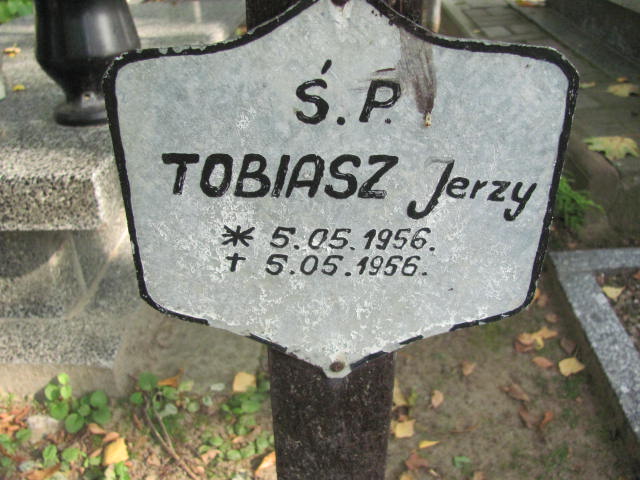 Ś.P.
TOBIASZ Jerzy
* 5.05.1956.
† 5.05.1956.